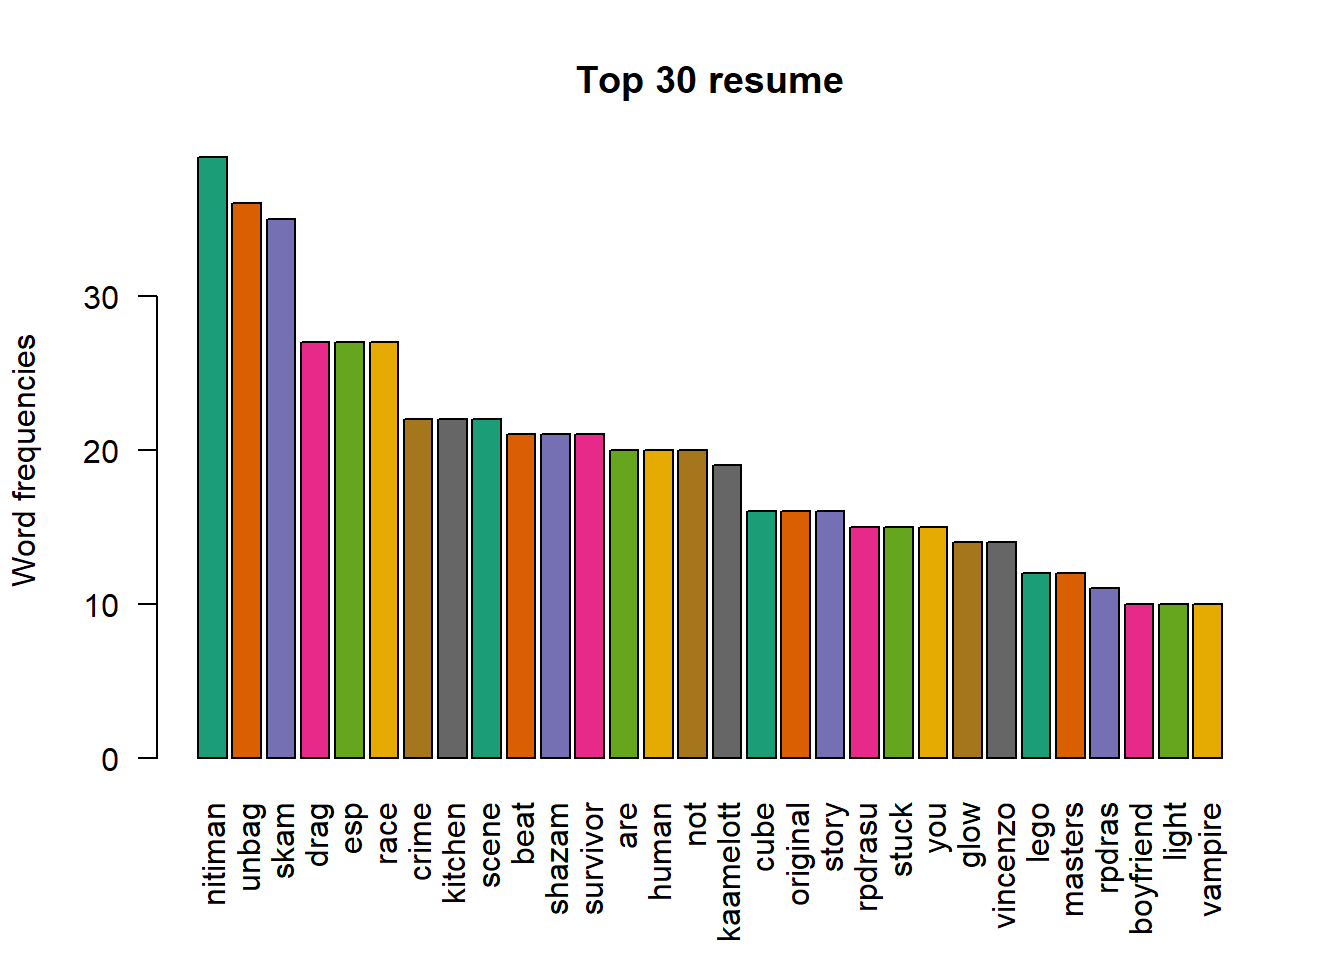 Top 30 resume
Word frequencies
30
20
10
0
nitiman
unbag
skam
drag
esp
race
crime
kitchen
scene
beat
shazam
survivor
are
human
not
kaamelott
cube
original
story
rpdrasu
stuck
you
glow
vincenzo
lego
masters
rpdras
boyfriend
light
vampire